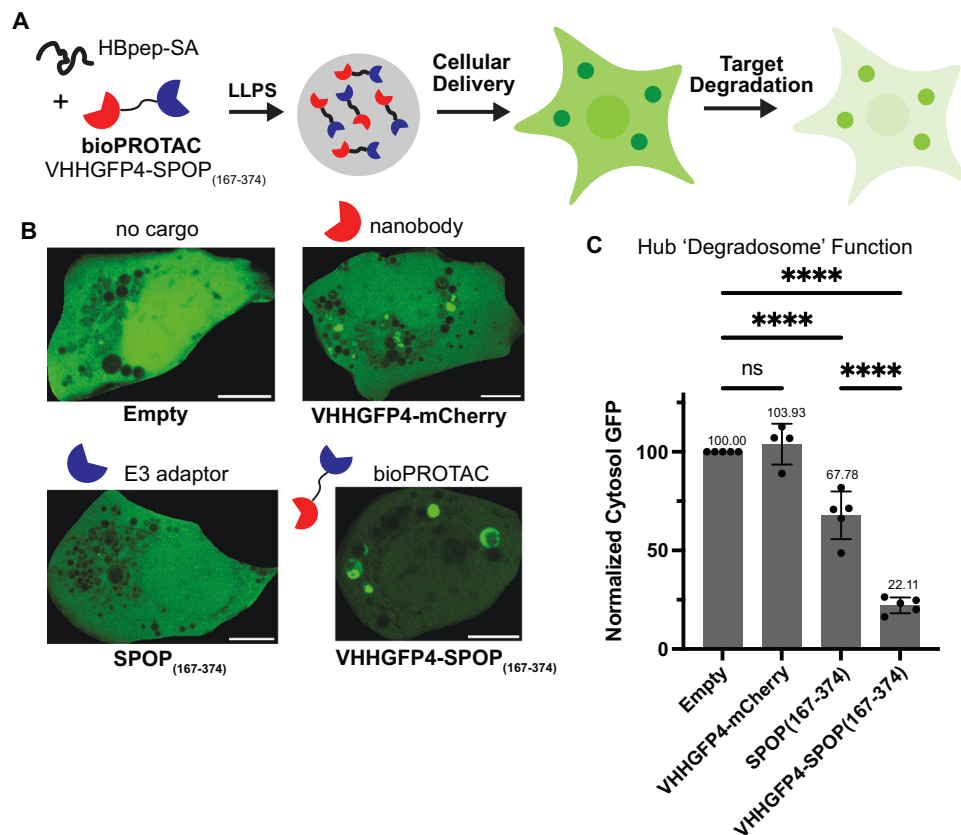 A
HBpep-SA
+
bioPROTAC
VHHGFP4-SPOP(167-374)
LLPS
Cellular
Delivery
Target
Degradation
B
no cargo
nanobody
Empty
VHHGFP4-mCherry
E3 adaptor
bioPROTAC
SPOP(167-374)
VHHGFP4-SPOP(167-374)
C
Hub ‘Degradosome’ Function
****
****
ns
****
Normalized Cytosol GFP
100
50
0
100.00
103.93
67.78
22.11
Empty
VHHGFP4-mCherry
SPOP(167-374)
VHHGFP4-SPOP(167-374)